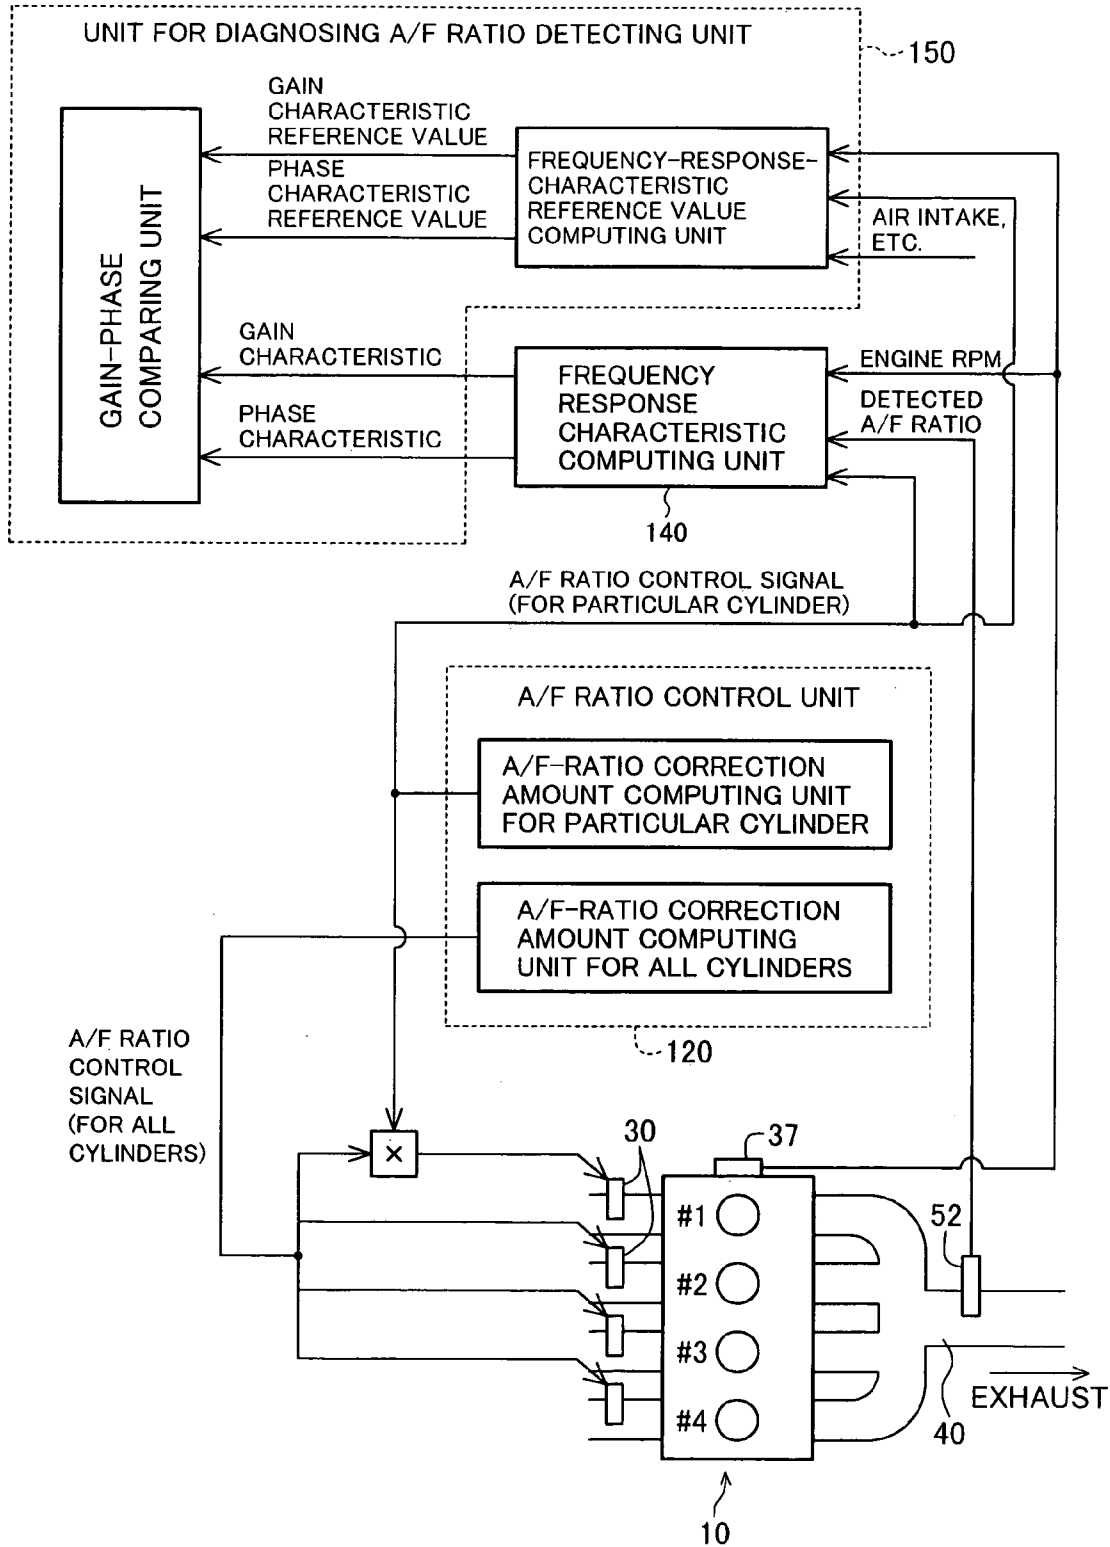 UNIT FOR DIAGNOSING A/F RATIO DETECTING UNIT
150
GAIN
CHARACTERISTIC
REFERENCE VALUE
PHASE
CHARACTERISTIC
REFERENCE VALUE
GAIN-PHASE
COMPARING UNIT
FREQUENCY-RESPONSE-
CHARACTERISTIC
REFERENCE VALUE
COMPUTING UNIT
AIR INTAKE,
ETC.
GAIN
CHARACTERISTIC
PHASE
CHARACTERISTIC
FREQUENCY
RESPONSE
CHARACTERISTIC
COMPUTING UNIT
ENGINE RPM
DETECTED
A/F RATIO
140
A/F RATIO CONTROL SIGNAL
(FOR PARTICULAR CYLINDER)
A/F RATIO CONTROL UNIT
A/F-RATIO CORRECTION
AMOUNT COMPUTING UNIT
FOR PARTICULAR CYLINDER
A/F-RATIO CORRECTION
AMOUNT COMPUTING
UNIT FOR ALL CYLINDERS
120
A/F RATIO
CONTROL
SIGNAL
(FOR ALL
CYLINDERS)
×
30
37
52
#1
#2
#3
#4
40
EXHAUST
10